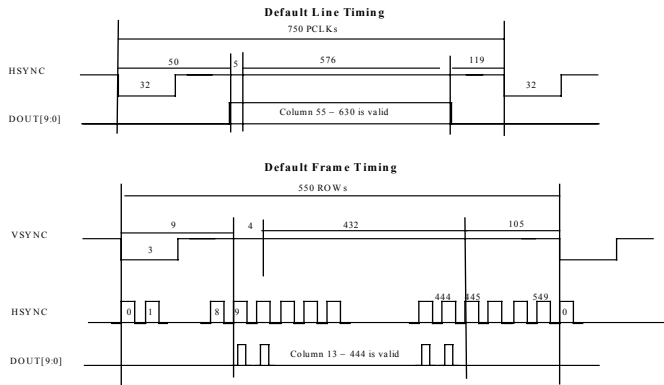 Default Line Timing
750 PCLKs
50 5 576 119
HSYNC
32 32
DOUT[9:0] Column 55 – 630 is valid
Default Frame Timing
550 ROWs
9 4 432 105
VSYNC
3
444 445 549
HSYNC 0 1 8 9 0
DOUT[9:0] Column 13 – 444 is valid